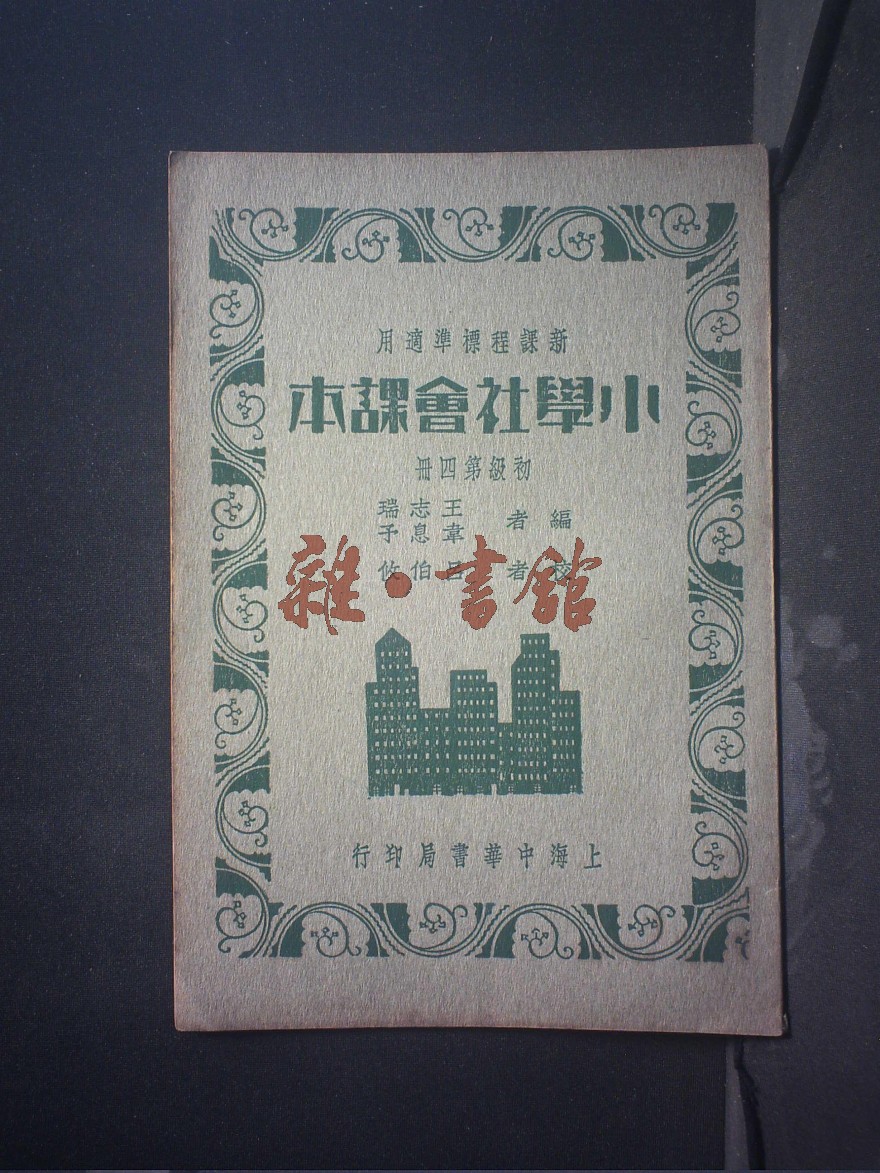 新課程標準適用
小學社會課本
初級第四冊
編者 王志瑞
韋息予
校者 呂伯攸
雜·書館
上海中華書局印行